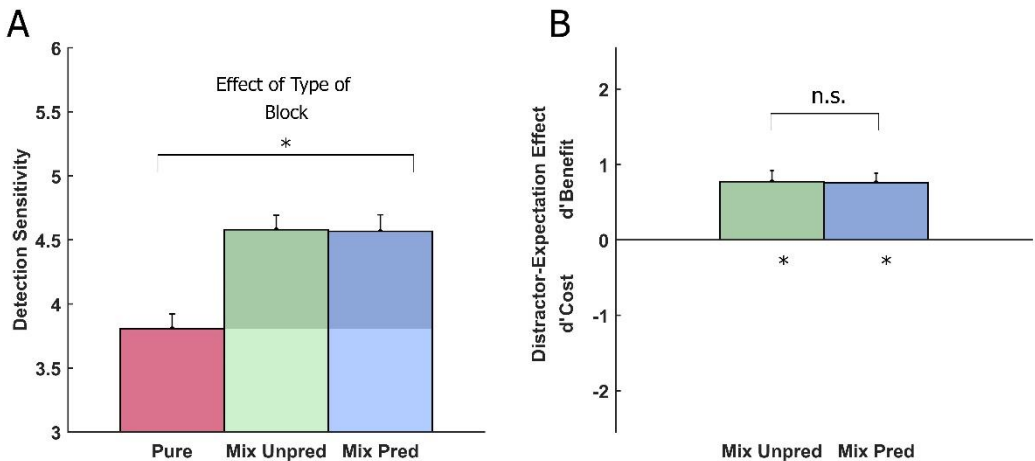 A
6
5.5
5
4.5
4
3.5
3
Detection Sensitivity
Effect of Type of
Block
*
Pure
Mix Unpred
Mix Pred
B
2
1
0
-1
-2
Distractor-Expectation Effect
d'Cost d'Benefit
n.s.
* *
Mix Unpred
Mix Pred